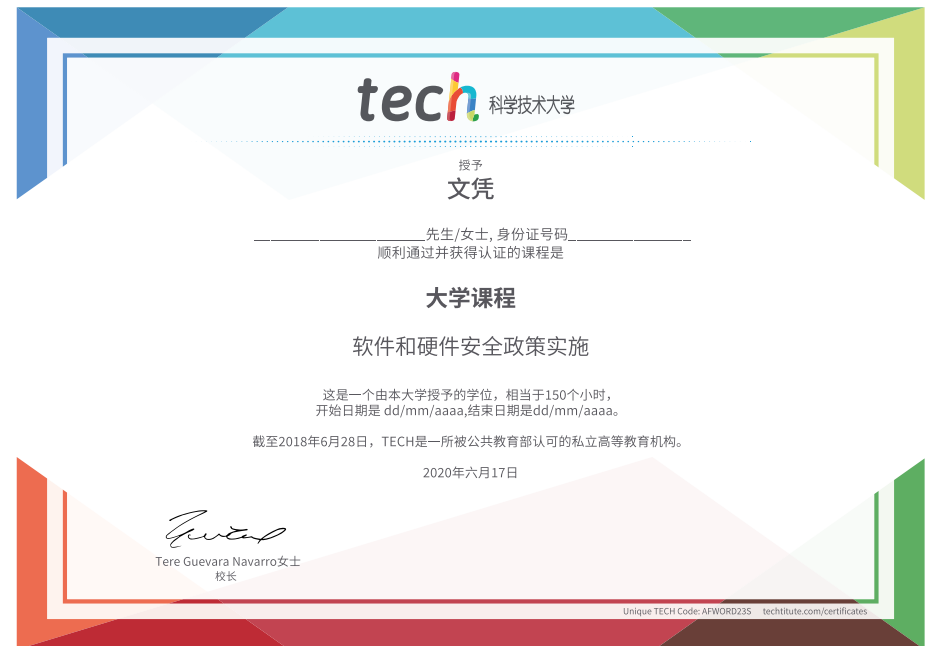 tech 科学技术大学
授予
文凭
______________________先生/女士, 身份证号码________________
顺利通过并获得认证的课程是
大学课程
软件和硬件安全政策实施
这是一个由本大学授予的学位，相当于150个小时，
开始日期是 dd/mm/aaaa,结束日期是dd/mm/aaaa。
截至2018年6月28日，TECH是一所被公共教育部认可的私立高等教育机构。
2020年六月17日
Tere Guevara Navarro女士
校长
Unique TECH Code: AFWORD23S techtitute.com/certificates